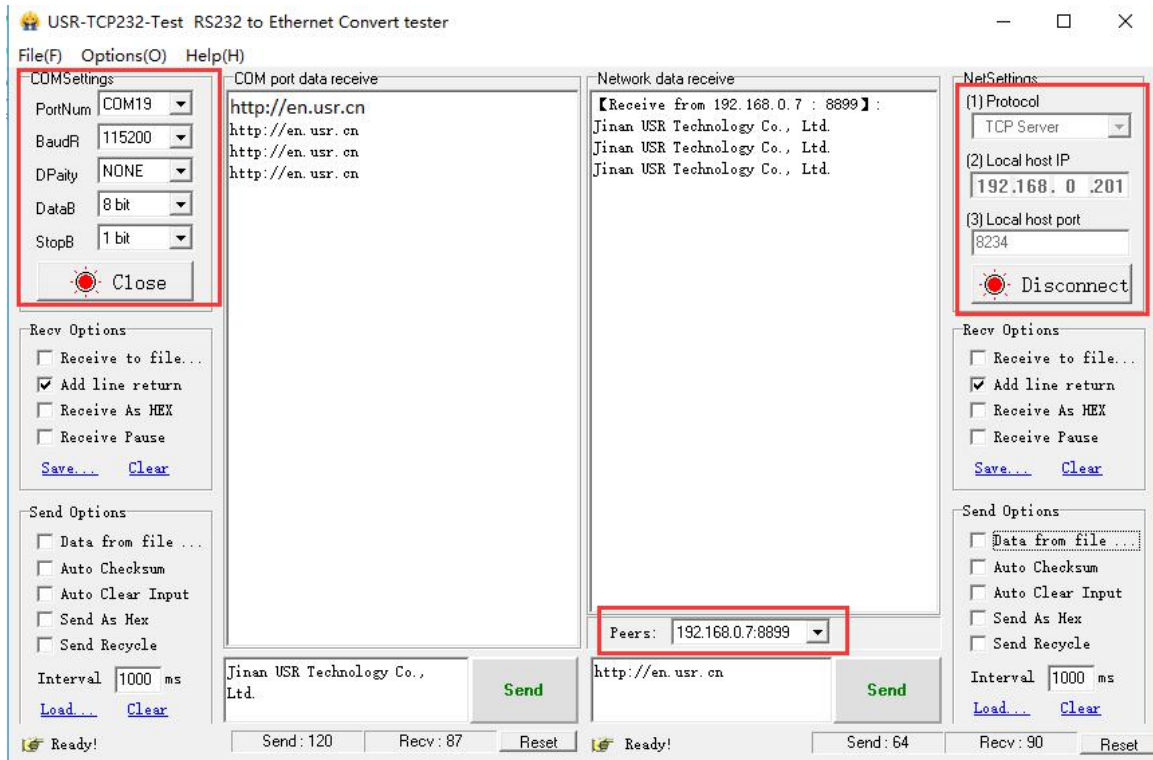 USR-TCP232-Test RS232 to Ethernet Convert tester
File(F) Options(O) Help(H)
COMSettings
PortNum COM19
BaudR 115200
DPaity NONE
DataB 8 bit
StopB 1 bit
Close
Recv Options
Receive to file...
Add line return
Receive As HEX
Receive Pause
Save... Clear
Send Options
Data from file ...
Auto Checksum
Auto Clear Input
Send As Hex
Send Recycle
Interval 1000 ms
Load... Clear
COM port data receive
http://en.usr.cn
http://en.usr.cn
http://en.usr.cn
http://en.usr.cn
Jinan USR Technology Co.,
Ltd.
Send
Network data receive
【Receive from 192.168.0.7 : 8899】:
Jinan USR Technology Co., Ltd.
Jinan USR Technology Co., Ltd.
Jinan USR Technology Co., Ltd.
Peers: 192.168.0.7:8899
http://en.usr.cn
Send
NetSettings
(1) Protocol
TCP Server
(2) Local host IP
192.168. 0 .201
(3) Local host port
8234
Disconnect
Recv Options
Receive to file...
Add line return
Receive As HEX
Receive Pause
Save... Clear
Send Options
Data from file ...
Auto Checksum
Auto Clear Input
Send As Hex
Send Recycle
Interval 1000 ms
Load... Clear
Ready! Send : 120 Recv : 87 Reset Ready! Send : 64 Recv : 90 Reset